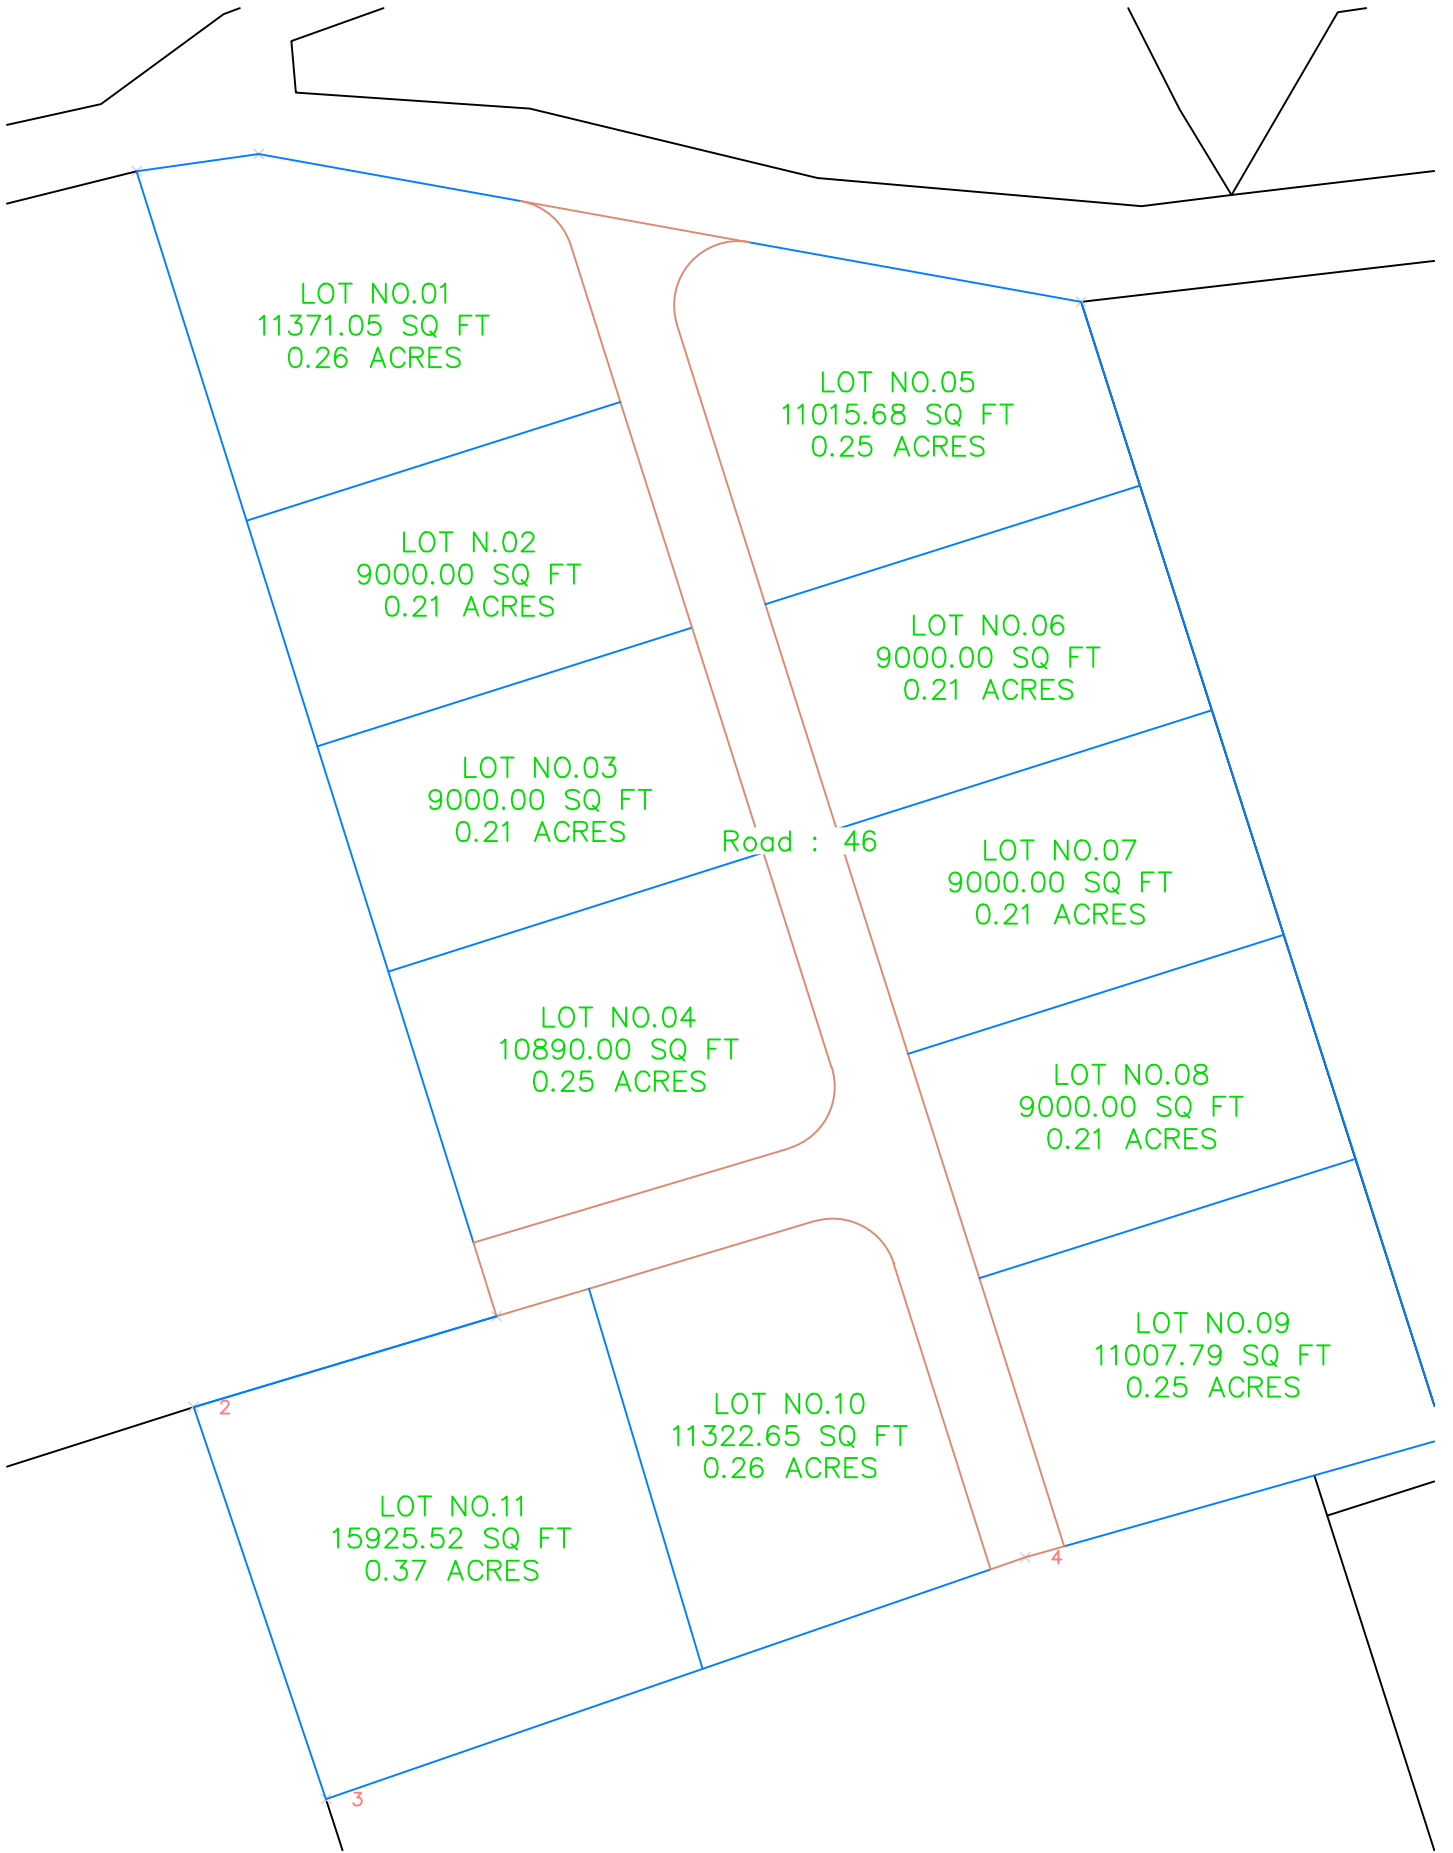 LOT NO.01
11371.05 SQ FT
0.26 ACRES
LOT NO.05
11015.68 SQ FT
0.25 ACRES
LOT N.02
9000.00 SQ FT
0.21 ACRES
LOT NO.06
9000.00 SQ FT
0.21 ACRES
LOT NO.03
9000.00 SQ FT
0.21 ACRES
Road : 46
LOT NO.07
9000.00 SQ FT
0.21 ACRES
LOT NO.04
10890.00 SQ FT
0.25 ACRES
LOT NO.08
9000.00 SQ FT
0.21 ACRES
LOT NO.09
11007.79 SQ FT
0.25 ACRES
2
LOT NO.10
11322.65 SQ FT
0.26 ACRES
LOT NO.11
15925.52 SQ FT
0.37 ACRES
4
3